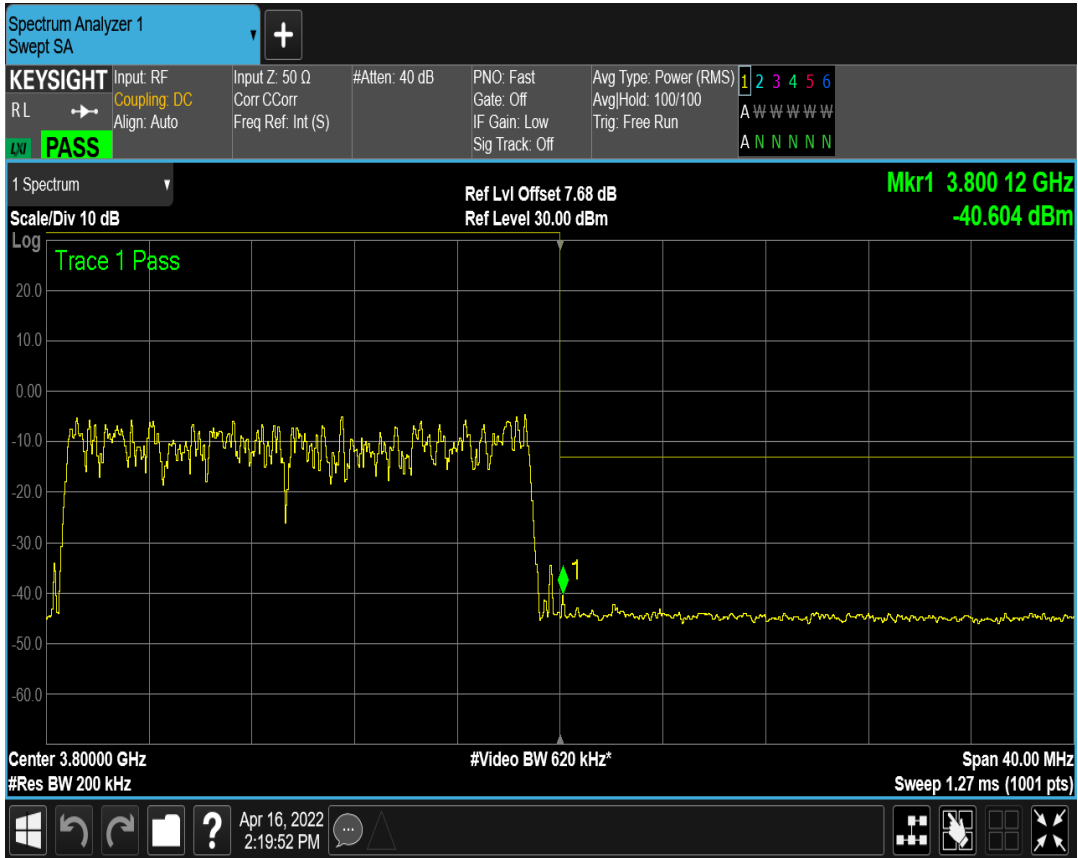 Spectrum Analyzer 1
Swept SA
+
KEYSIGHT
RL
LXI PASS
Input: RF
Coupling: DC
Align: Auto
Input Z: 50 Ω
Corr CCorr
Freq Ref: Int (S)
#Atten: 40 dB
PNO: Fast
Gate: Off
IF Gain: Low
Sig Track: Off
Avg Type: Power (RMS)
Avg|Hold: 100/100
Trig: Free Run
1 2 3 4 5 6
A W W W W W
A N N N N N
1 Spectrum
Scale/Div 10 dB
Ref Lvl Offset 7.68 dB
Ref Level 30.00 dBm
Mkr1 3.800 12 GHz
-40.604 dBm
Log
Trace 1 Pass
20.0
10.0
0.00
-10.0
-20.0
-30.0
1
-40.0
-50.0
-60.0
Center 3.80000 GHz
#Res BW 200 kHz
#Video BW 620 kHz*
Span 40.00 MHz
Sweep 1.27 ms (1001 pts)
?
Apr 16, 2022
2:19:52 PM